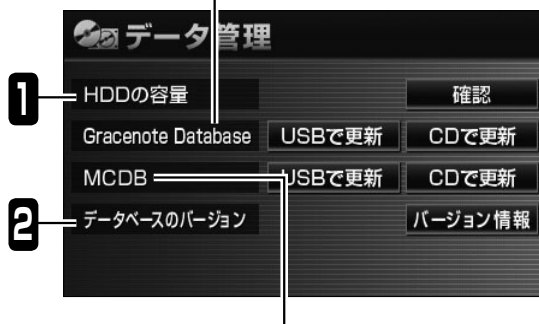 データ管理
1 HDDの容量 確認
Gracenote Database USBで更新 CDで更新
MCDB USBで更新 CDで更新
2 データベースのバージョン バージョン情報